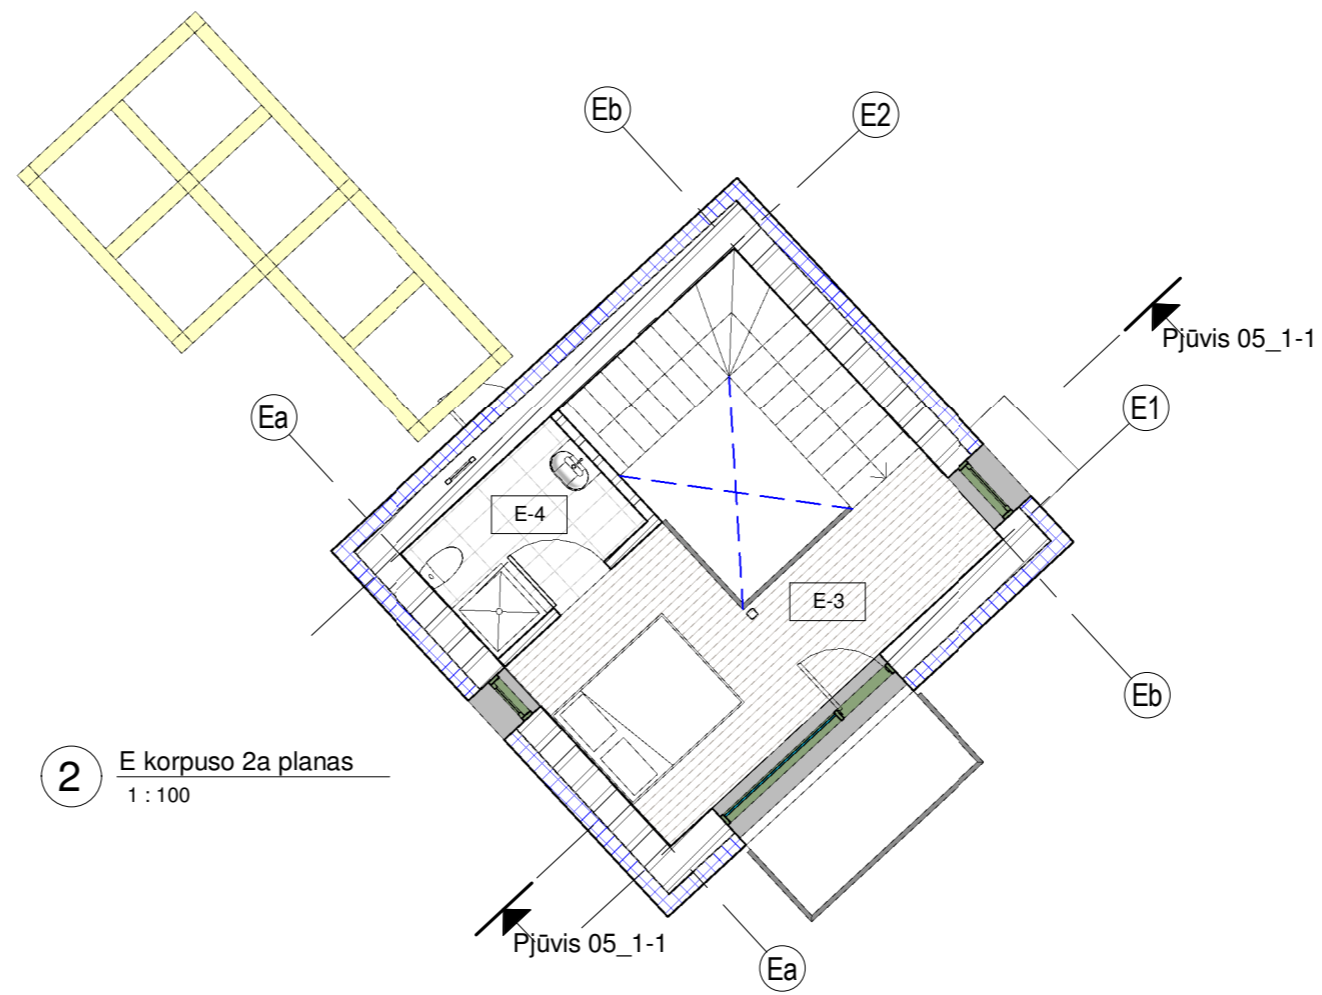 Eb
E2
Pjūvis 05_1-1
E1
Ea
E-4
E-3
Eb
2
E korpuso 2a planas
1 : 100
Pjūvis 05_1-1
Ea